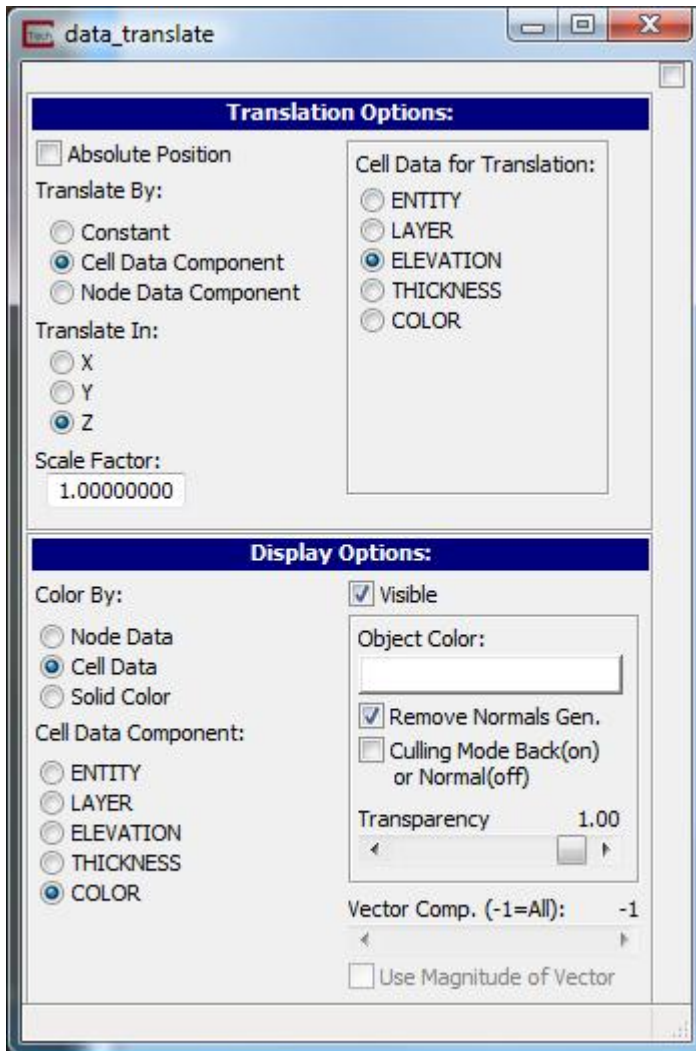 Tech
data_translate
Translation Options:
Absolute Position
Translate By:
Constant
Cell Data Component
Node Data Component
Translate In:
X
Y
Z
Scale Factor:
1.00000000
Cell Data for Translation:
ENTITY
LAYER
ELEVATION
THICKNESS
COLOR
Display Options:
Color By:
Node Data
Cell Data
Solid Color
Cell Data Component:
ENTITY
LAYER
ELEVATION
THICKNESS
COLOR
Visible
Object Color:
Remove Normals Gen.
Culling Mode Back(on)
or Normal(off)
Transparency 1.00
Vector Comp. (-1=All): -1
Use Magnitude of Vector